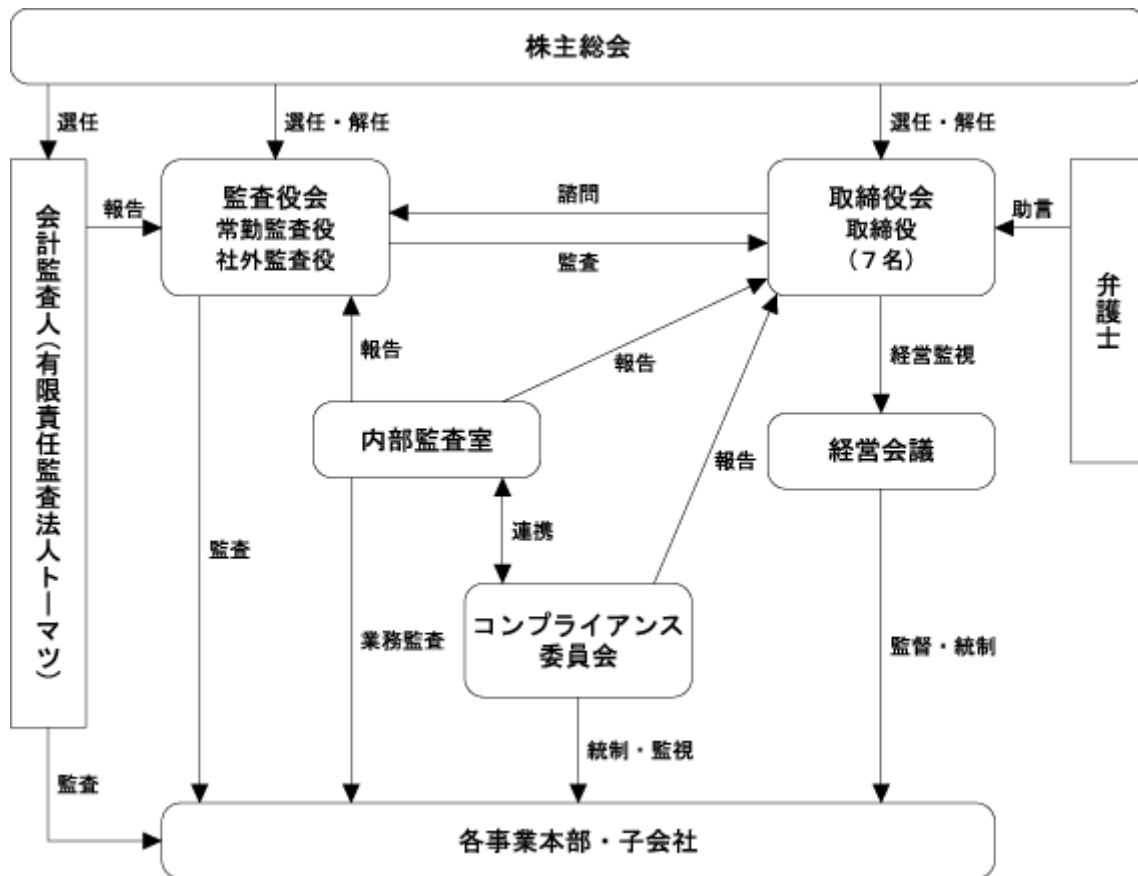 株主総会
選任
選任・解任
選任・解任
会計監査人（有限責任監査法人トーマツ）
報告
監査役会
常勤監査役
社外監査役
諮問
監査
取締役会
取締役
（７名）
助言
弁護士
報告
報告
経営監視
内部監査室
報告
経営会議
連携
監査
業務監査
コンプライアンス
委員会
監督・統制
統制・監視
監査
各事業本部・子会社